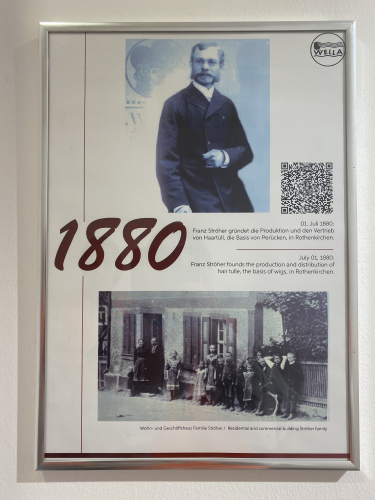 WELLA
01. Juli 1880:
Franz Ströher gründet die Produktion und den Vertrieb
von Haartüll, die Basis von Perücken, in Rothenkirchen.
1880
July 01, 1880:
Franz Ströher founds the production and distribution of
hair tulle, the basis of wigs, in Rothenkirchen.
Wohn- und Geschäftshaus Familie Ströher / Residential and commercial building Ströher family